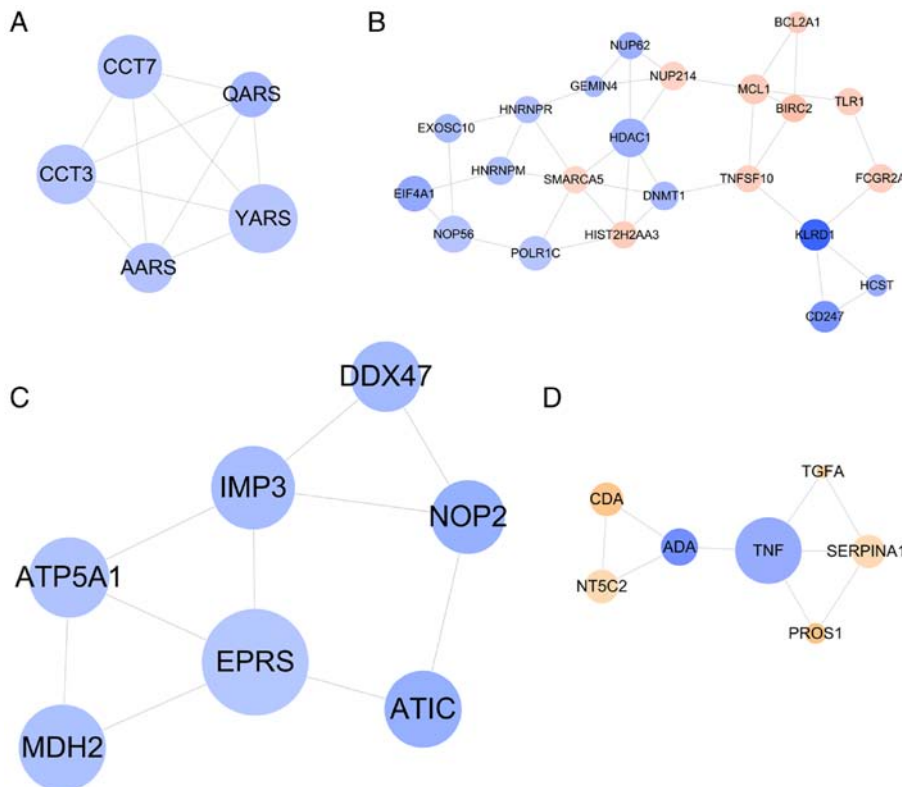 A
CCT7
QARS
CCT3
YARS
AARS
B
BCL2A1
NUP62
NUP214
GEMIN4
MCL1
TLR1
BIRC2
HNRNPR
EXOSC10
HDAC1
HNRNPM
SMARCA5
TNFSF10
FCGR2A
EIF4A1
DNMT1
NOP56
HIST2H2AA3
KLRD1
POLR1C
HCST
CD247
C
DDX47
IMP3
NOP2
ATP5A1
EPRS
ATIC
MDH2
D
TGFA
CDA
ADA
TNF
SERPINA1
NT5C2
PROS1